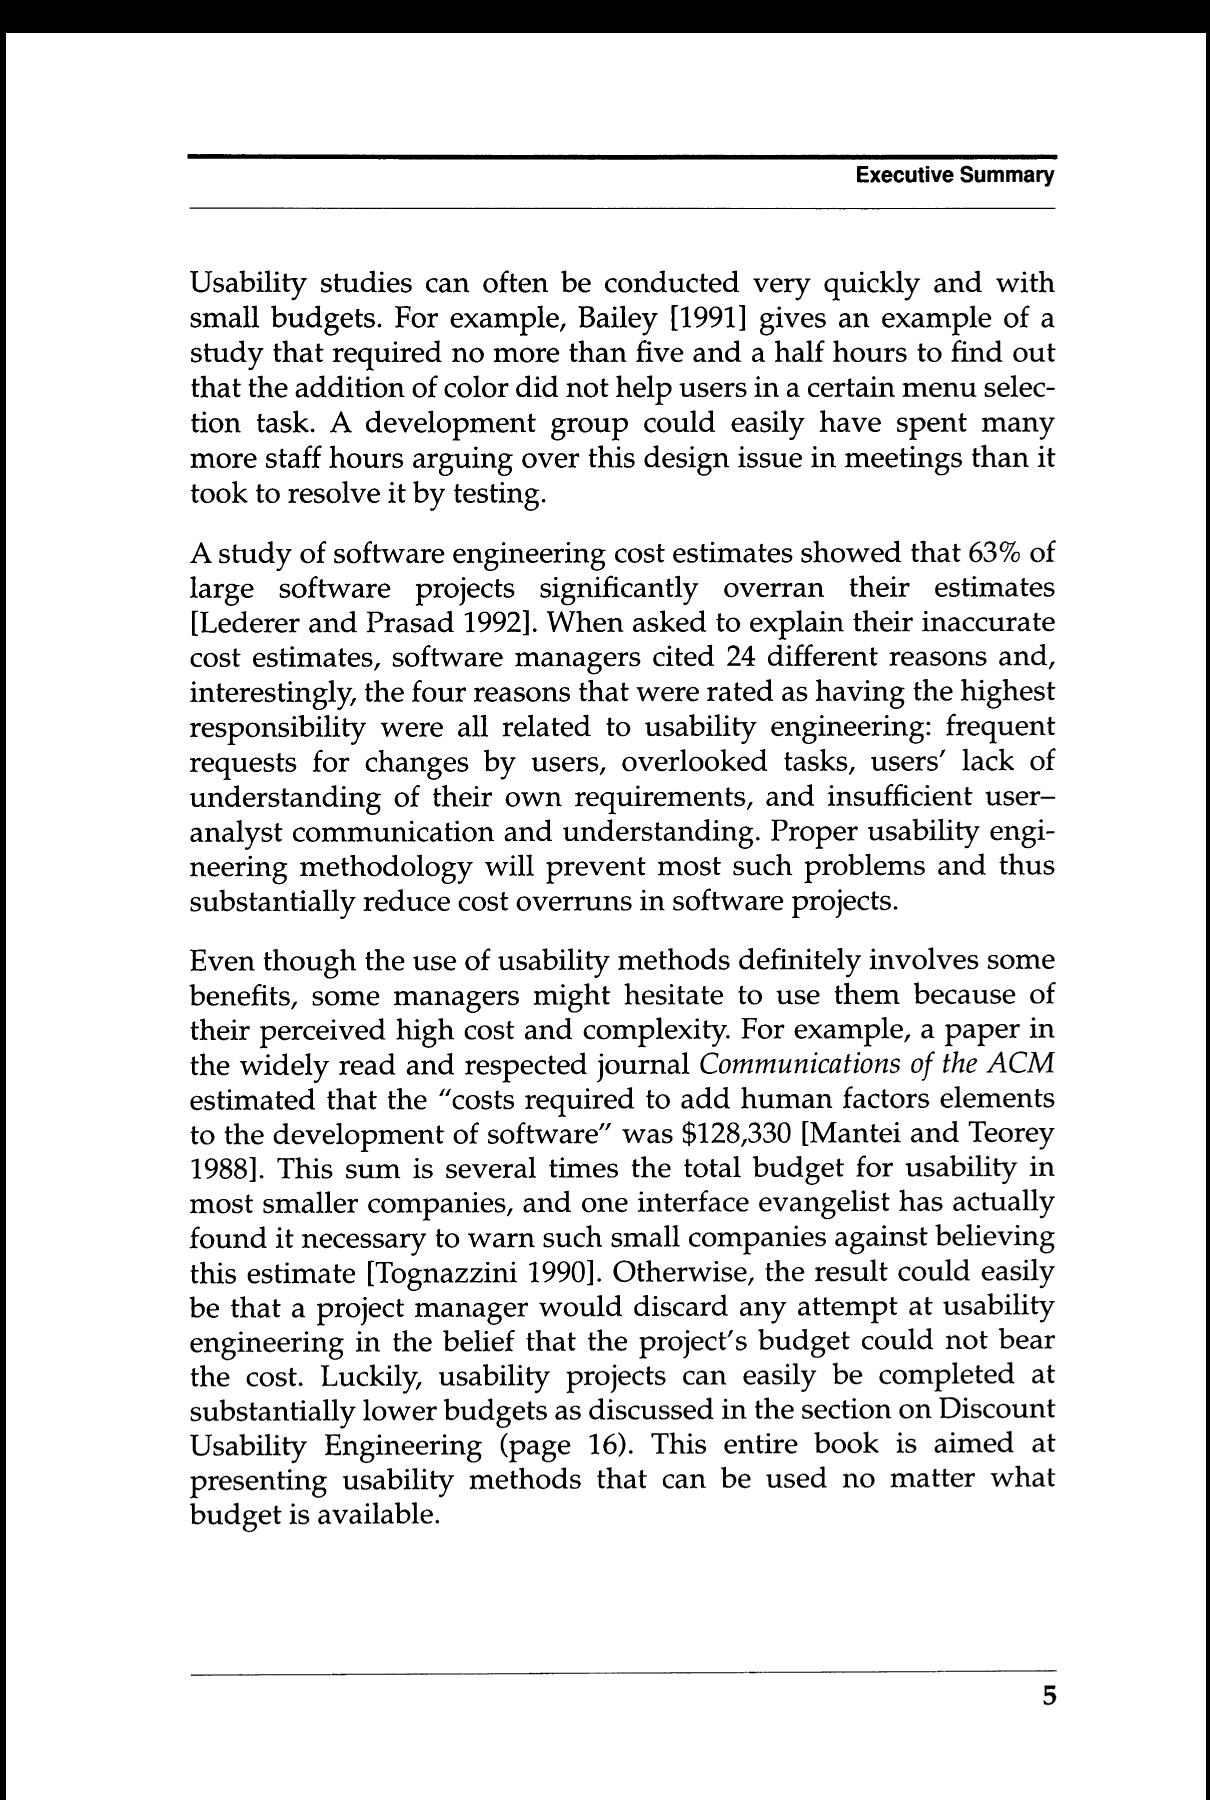 Executive Summary
Usability studies can often be conducted very quickly and with
small budgets. For example, Bailey [1991] gives an example of a
study that required no more than five and a half hours to find out
that the addition of color did not help users in a certain menu selec-
tion task. A development group could easily have spent many
more staff hours arguing over this design issue in meetings than it
took to resolve it by testing.
A study of software engineering cost estimates showed that 63% of
large software projects significantly overran their estimates
[Lederer and Prasad 1992]. When asked to explain their inaccurate
cost estimates, software managers cited 24 different reasons and,
interestingly, the four reasons that were rated as having the highest
responsibility were all related to usability engineering: frequent
requests for changes by users, overlooked tasks, users' lack of
understanding of their own requirements, and insufficient user–
analyst communication and understanding. Proper usability engi-
neering methodology will prevent most such problems and thus
substantially reduce cost overruns in software projects.
Even though the use of usability methods definitely involves some
benefits, some managers might hesitate to use them because of
their perceived high cost and complexity. For example, a paper in
the widely read and respected journal Communications of the ACM
estimated that the "costs required to add human factors elements
to the development of software" was $128,330 [Mantei and Teorey
1988]. This sum is several times the total budget for usability in
most smaller companies, and one interface evangelist has actually
found it necessary to warn such small companies against believing
this estimate [Tognazzini 1990]. Otherwise, the result could easily
be that a project manager would discard any attempt at usability
engineering in the belief that the project's budget could not bear
the cost. Luckily, usability projects can easily be completed at
substantially lower budgets as discussed in the section on Discount
Usability Engineering (page 16). This entire book is aimed at
presenting usability methods that can be used no matter what
budget is available.
5